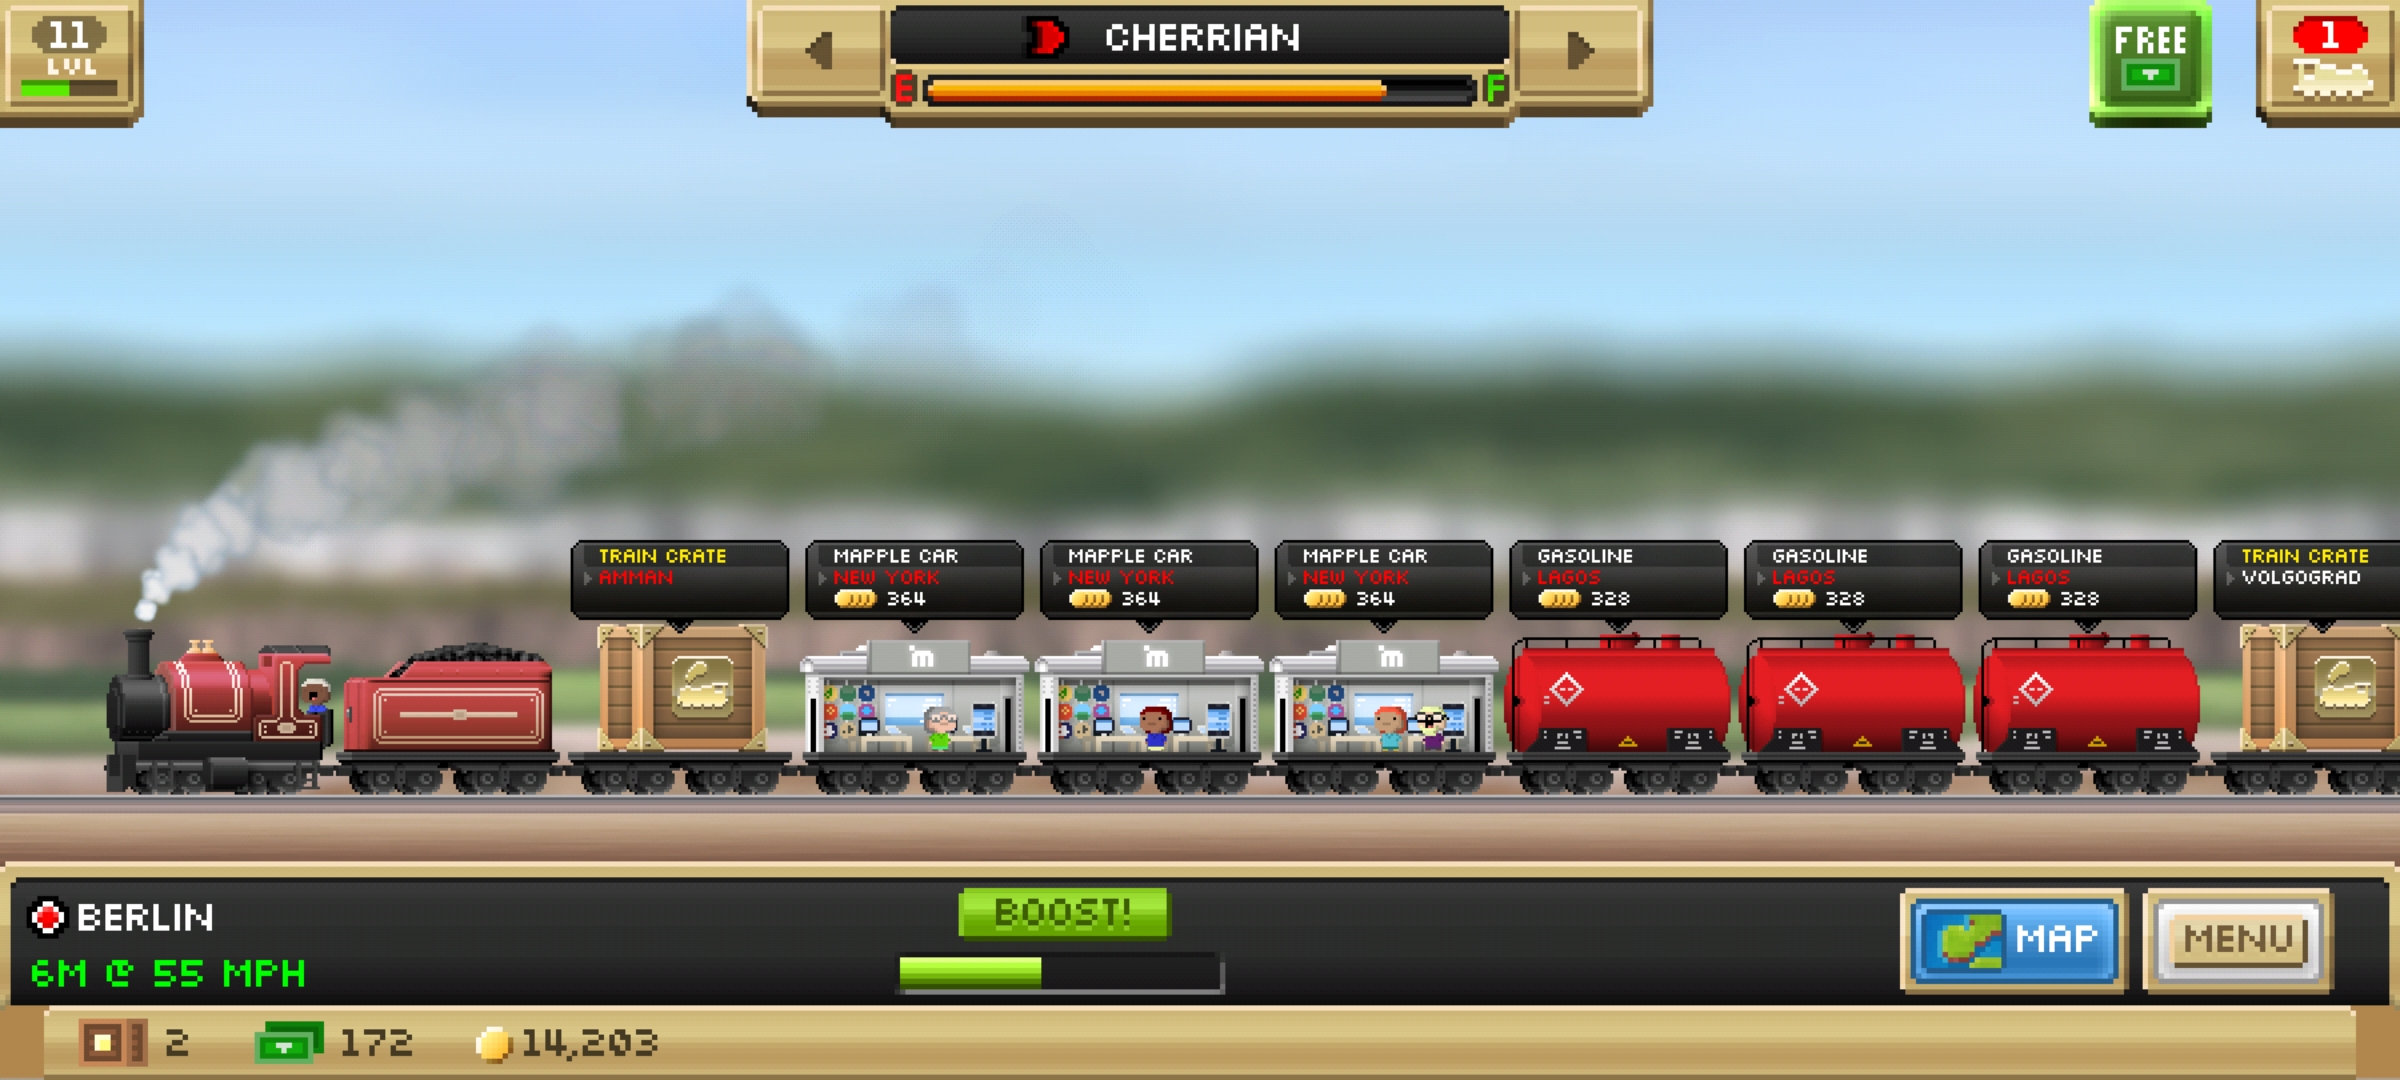 11
LVL
CHERRIAN
E
F
FREE
1
TRAIN CRATE
AMMAN
MAPPLE CAR
NEW YORK
364
MAPPLE CAR
NEW YORK
364
MAPPLE CAR
NEW YORK
364
GASOLINE
LAGOS
328
GASOLINE
LAGOS
328
GASOLINE
LAGOS
328
TRAIN CRATE
VOLGOGRAD
m
m
m
BERLIN
6M @ 55 MPH
BOOST!
MAP
MENU
2
172
14,203